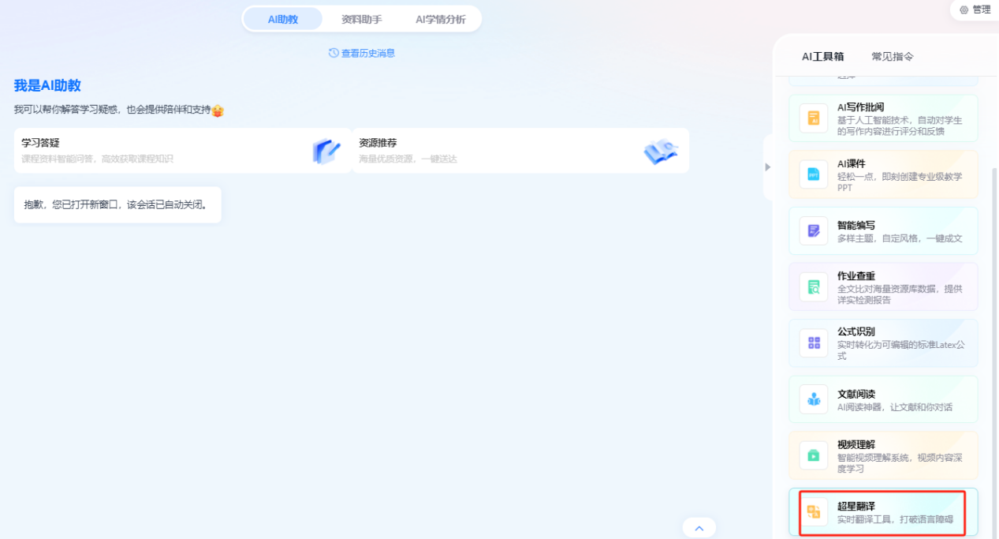 AI助教 资料助手 AI学情分析
管理
查看历史消息
我是AI助教
我可以帮你解答学习疑惑，也会提供陪伴和支持
学习答疑
课程资料智能问答，高效获取课程知识
资源推荐
海量优质资源，一键送达
抱歉，您已打开新窗口，该会话已自动关闭。
AI工具箱 常见指令
AI写作批阅
基于人工智能技术，自动对学生
的写作内容进行评分和反馈
AI课件
轻松一点，即刻创建专业级教学
PPT
智能编写
多样主题，自定风格，一键成文
作业查重
全文比对海量资源库数据，提供
详实检测报告
公式识别
实时转化为可编辑的标准Latex公
式
文献阅读
AI阅读神器，让文献和你对话
视频理解
智能视频理解系统，视频内容深
度学习
超星翻译
实时翻译工具，打破语言障碍